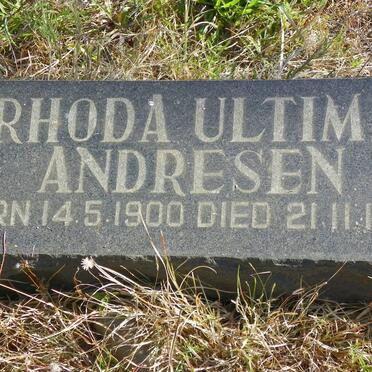 RHODA ULTIM
ANDRESEN
RN 14.5.1900 DIED 21.11.1